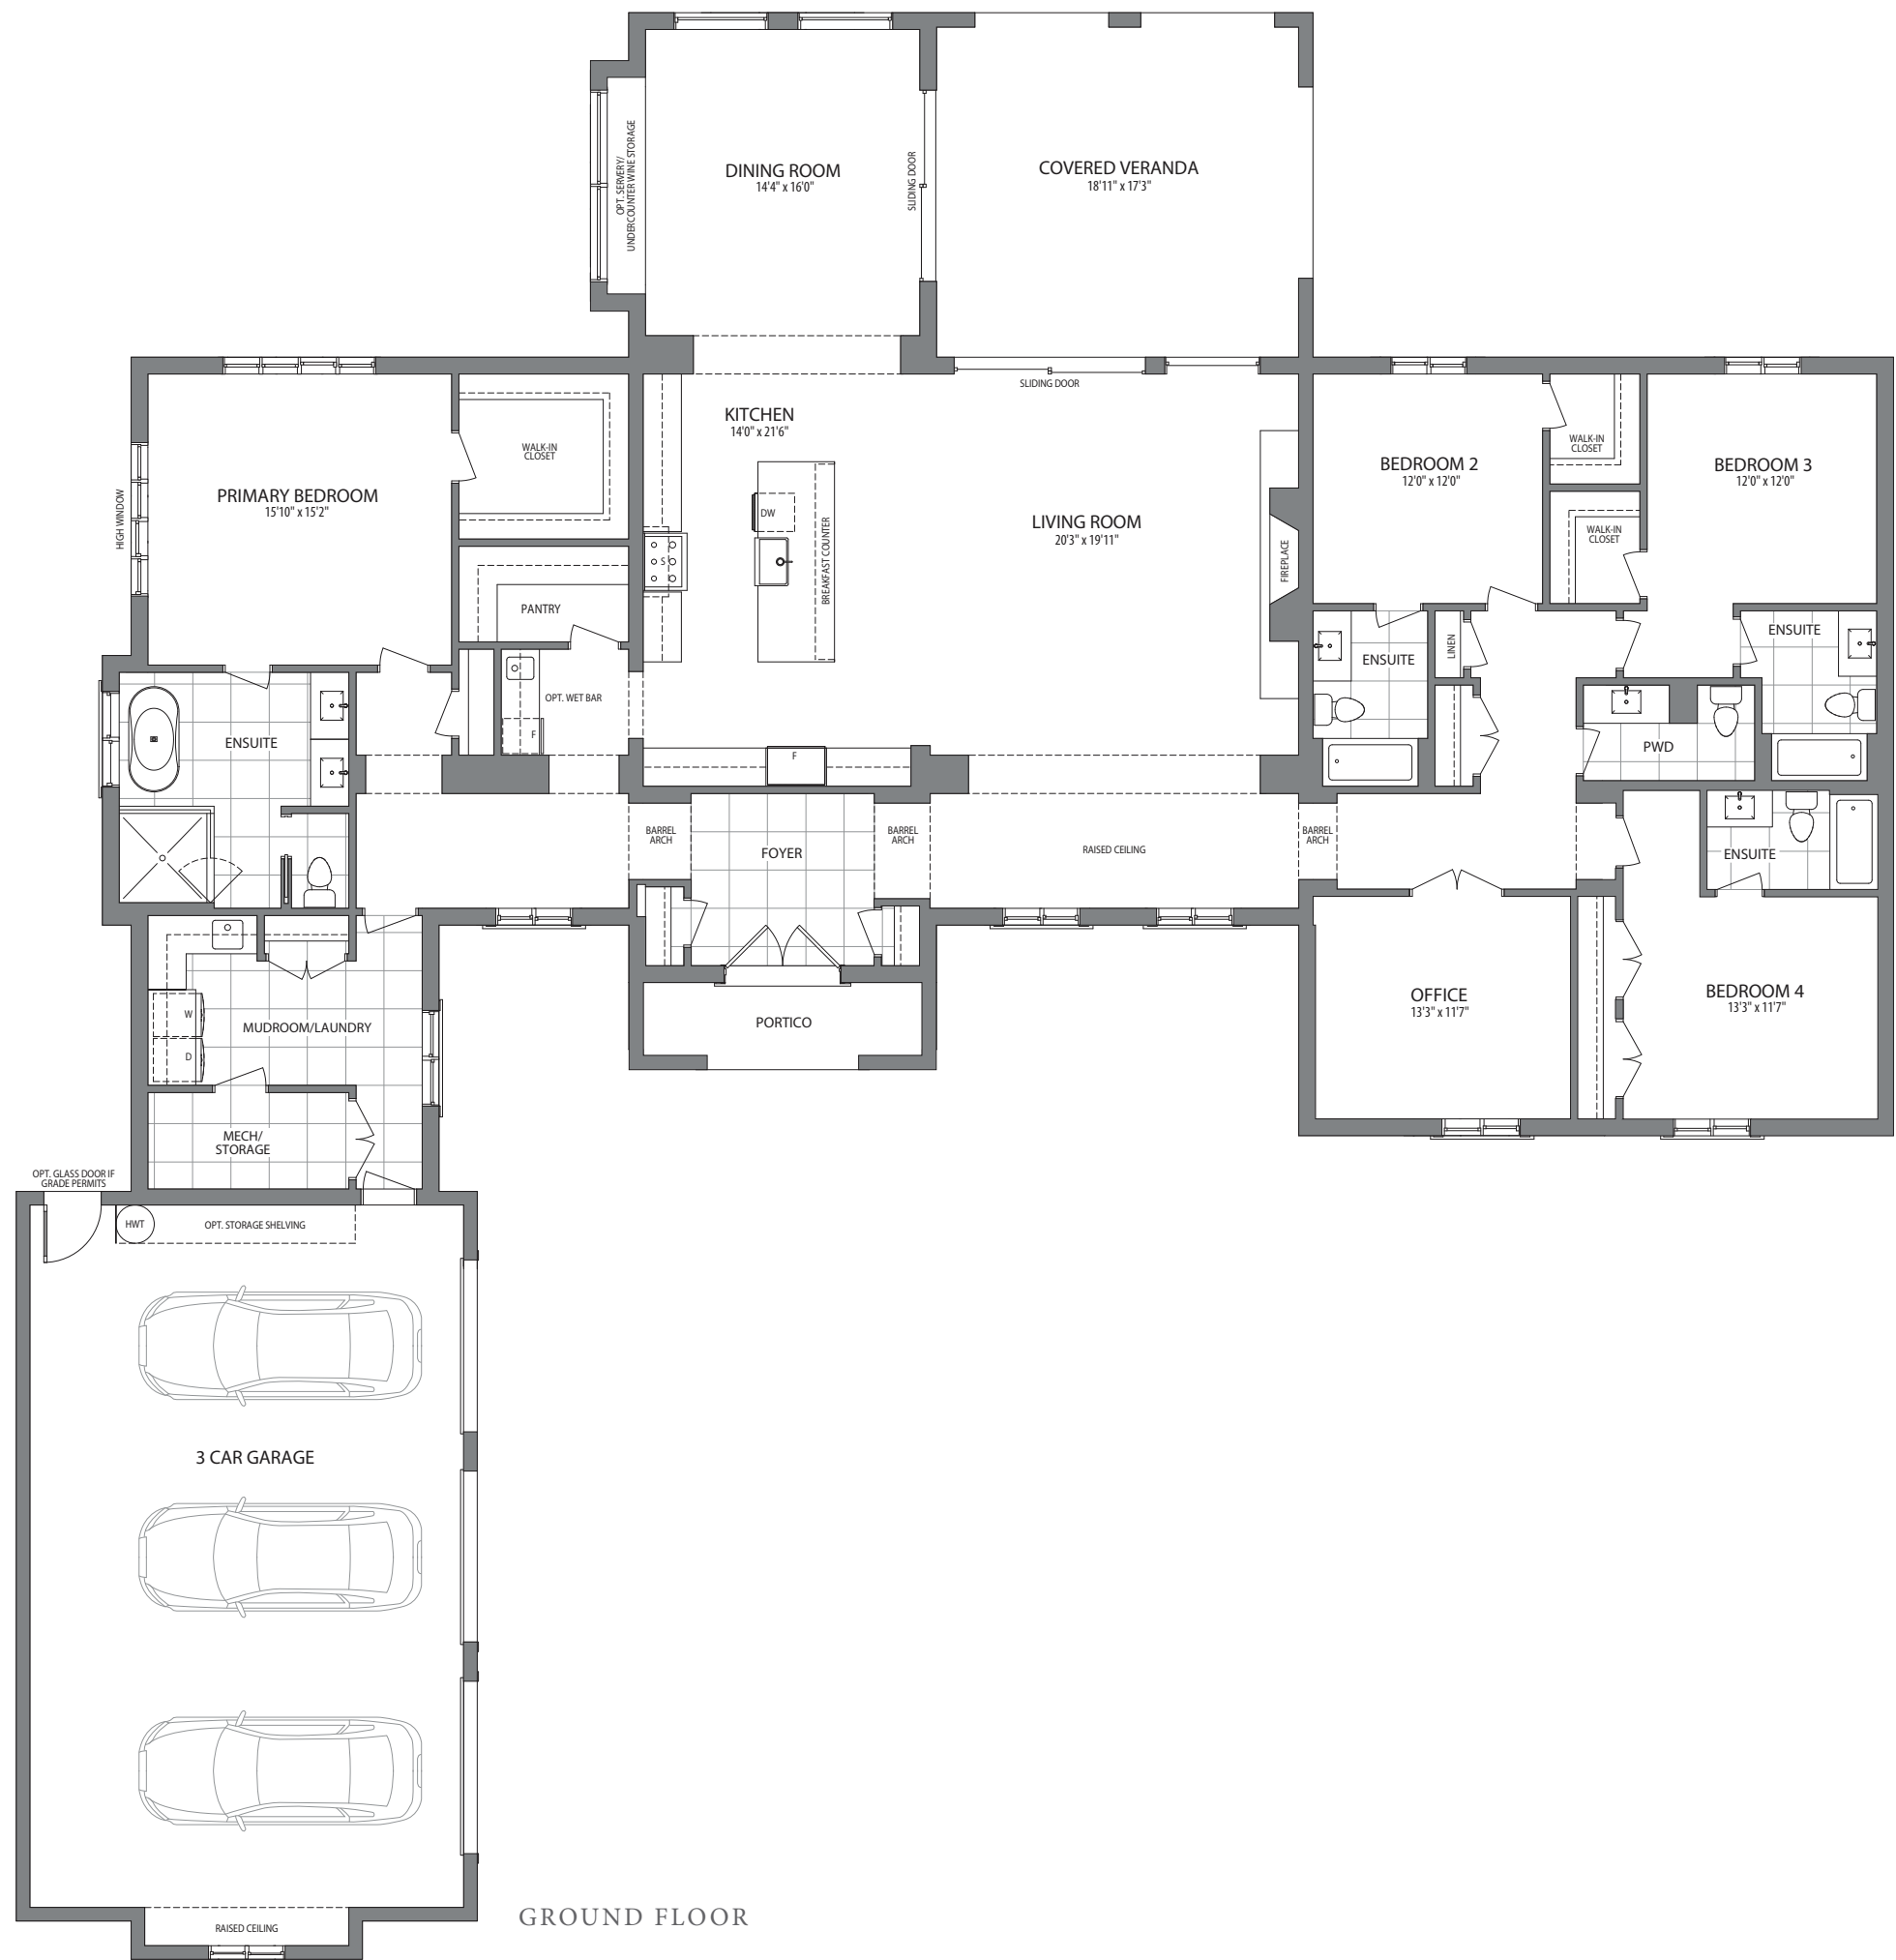 DINING ROOM
14'4" x 16'0"
OPT. SERVERY/
UNDERCOUNTER WINE STORAGE
SLIDING DOOR
COVERED VERANDA
18'11" x 17'3"
SLIDING DOOR
KITCHEN
14'0" x 21'6"
DW
S
BREAKFAST COUNTER
F
LIVING ROOM
20'3" x 19'11"
FIREPLACE
PRIMARY BEDROOM
15'10" x 15'2"
HIGH WINDOW
WALK-IN
CLOSET
PANTRY
OPT. WET BAR
F
ENSUITE
BEDROOM 2
12'0" x 12'0"
WALK-IN
CLOSET
WALK-IN
CLOSET
BEDROOM 3
12'0" x 12'0"
ENSUITE
LINEN
ENSUITE
PWD
ENSUITE
BARREL
ARCH
FOYER
BARREL
ARCH
RAISED CEILING
BARREL
ARCH
PORTICO
OFFICE
13'3" x 11'7"
BEDROOM 4
13'3" x 11'7"
W
D
MUDROOM/LAUNDRY
MECH/
STORAGE
OPT. GLASS DOOR IF
GRADE PERMITS
HWT
OPT. STORAGE SHELVING
3 CAR GARAGE
RAISED CEILING
GROUND FLOOR